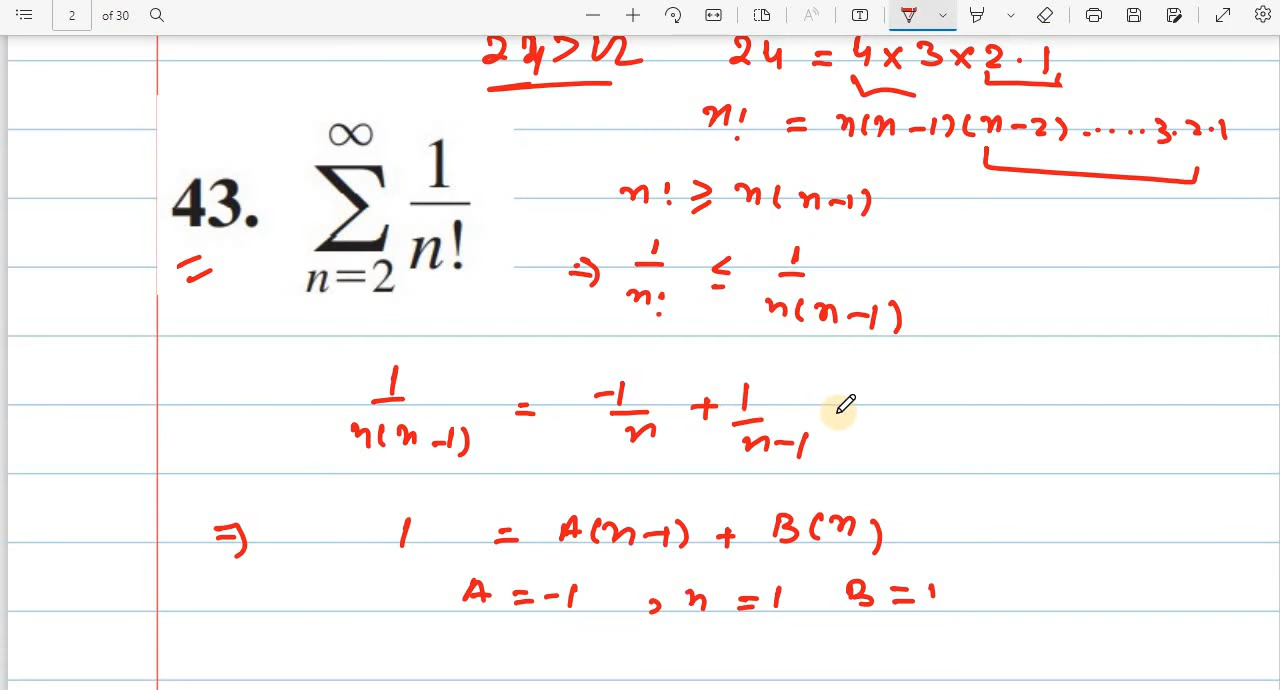 2 of 30
24 > 12 24 = 4 × 3 × 2 · 1
n! = n(n-1)(n-2) ..... 3.2.1
43. ∞ ∑ n=2 1/n!
n! ≥ n(n-1)
⇒ 1/n! ≤ 1/n(n-1)
1/n(n-1) = -1/n + 1/n-1
⇒ 1 = A(n-1) + B(n)
A = -1 , n = 1 B = 1